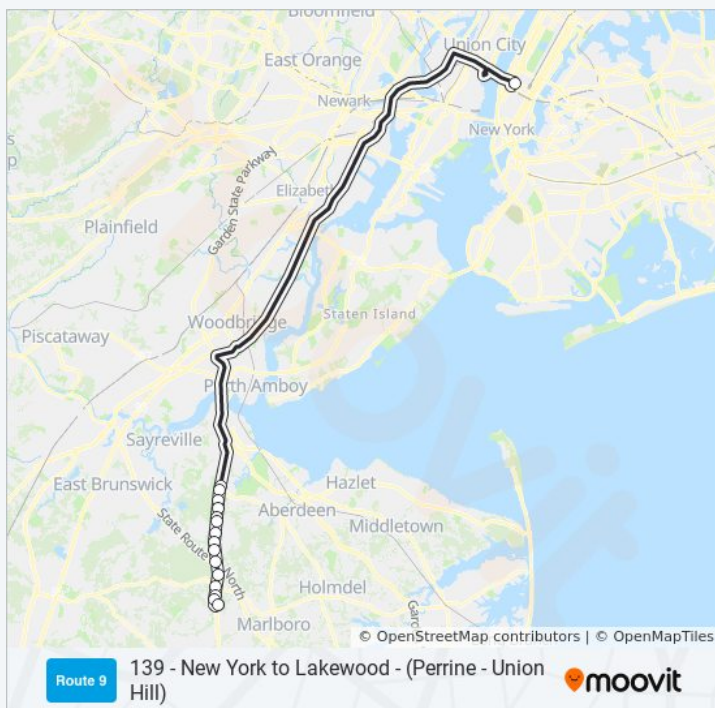 Bloomfield
Union City
East Orange
Newark
New York
Garden State Parkway
Elizabeth
Plainfield
Staten Island
Woodbridge
Piscataway
Perth Amboy
Sayreville
East Brunswick
Hazlet
Aberdeen
Middletown
State Route
North
Holmdel
Marlboro
© OpenStreetMap contributors | © OpenMapTiles
Route 9
139 - New York to Lakewood - (Perrine - Union
Hill)
moovit